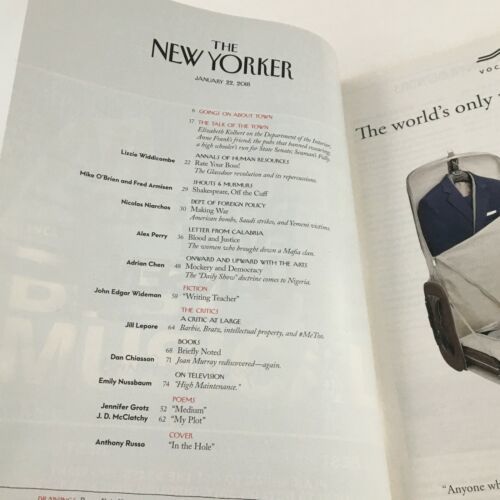 THE
NEW YORKER
JANUARY 22, 2018
6 GOINGS ON ABOUT TOWN
17 THE TALK OF THE TOWN
Elizabeth Kolbert on the Department of the Interior;
Anne Frank's friend; the pubs that banned roistering;
a high schooler's run for State Senate; Seaman's Folly.
ANNALS OF HUMAN RESOURCES
Lizzie Widdicombe 22 Rate Your Boss!
The Glassdoor revolution and its repercussions.
SHOUTS & MURMURS
Mike O'Brien and Fred Armisen 29 Shakespeare, Off the Cuff
DEPT. OF FOREIGN POLICY
Nicolas Niarchos 30 Making War
American bombs, Saudi strikes, and Yemeni victims.
LETTER FROM CALABRIA
Alex Perry 36 Blood and Justice
The women who brought down a Mafia clan.
ONWARD AND UPWARD WITH THE ARTS
Adrian Chen 48 Mockery and Democracy
The "Daily Show" doctrine comes to Nigeria.
FICTION
John Edgar Wideman 58 "Writing Teacher"
THE CRITICS
A CRITIC AT LARGE
Jill Lepore 64 Barbie, Bratz, intellectual property, and #MeToo.
BOOKS
68 Briefly Noted
Dan Chiasson 71 Joan Murray rediscovered—again.
ON TELEVISION
Emily Nussbaum 74 "High Maintenance."
POEMS
Jennifer Grotz 52 "Medium"
J. D. McClatchy 62 "My Plot"
COVER
Anthony Russo "In the Hole"
DRAWINGS
VOC
The world's only
"Anyone wh